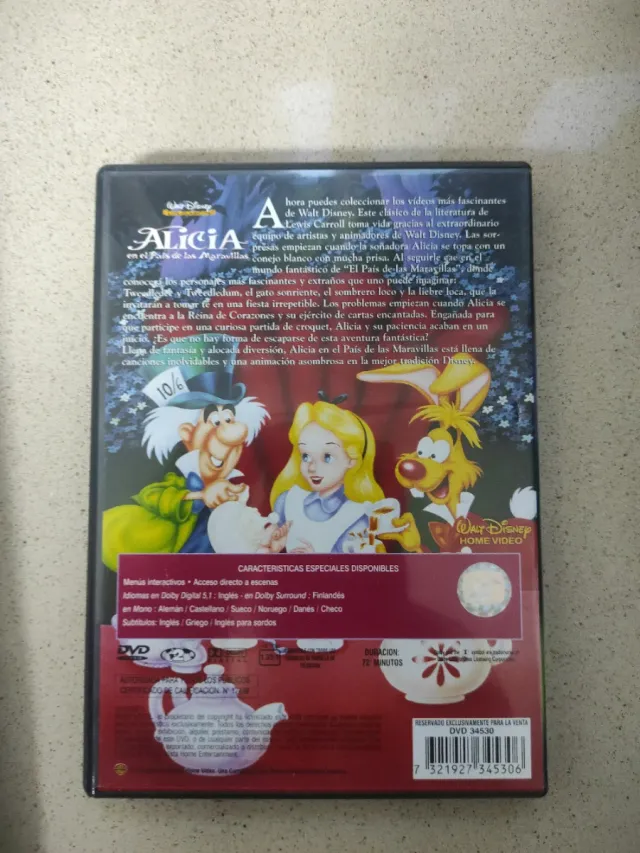 WALT DISNEY
ALICIA
en el País de las Maravillas
Ahora puedes coleccionar los vídeos más fascinantes
de Walt Disney. Este clásico de la literatura de
Lewis Carroll toma vida gracias al extraordinario
equipo de artistas y animadores de Walt Disney. Las sor-
presas empiezan cuando la soñadora Alicia se topa con un
conejo blanco con mucha prisa. Al seguirle cae en el
mundo fantástico de "El País de las Maravillas", donde
conocerá los personajes más fascinantes y extraños que uno puede imaginar:
Tweedledee y Tweedledum, el gato sonriente, el sombrero loco y la liebre loca, que la
invitarán a tomar té en una fiesta irrepetible. Los problemas empiezan cuando Alicia se
encuentra a la Reina de Corazones y su ejército de cartas encantadas. Engañada para
que participe en una curiosa partida de croquet, Alicia y su paciencia acaban en un
juicio. ¿Es que no hay forma de escaparse de esta aventura fantástica?
Llena de fantasía y alocada diversión, Alicia en el País de las Maravillas está llena de
canciones inolvidables y una animación asombrosa en la mejor tradición Disney.
10/6
WALT DISNEY
HOME VIDEO
CARACTERISTICAS ESPECIALES DISPONIBLES
Menús interactivos • Acceso directo a escenas
Idiomas en Dolby Digital 5,1 : Inglés - en Dolby Surround : Finlandés
en Mono : Alemán / Castellano / Sueco / Noruego / Danés / Checo
Subtítulos: Inglés / Griego / Inglés para sordos
DVD
DURACION:
72 MINUTOS
AUTORIZADA PARA LOS PUBLICOS
CERTIFICADO DE CALIFICACION: Nº
RESERVADO EXCLUSIVAMENTE PARA LA VENTA
DVD 34530
7 321927 345306